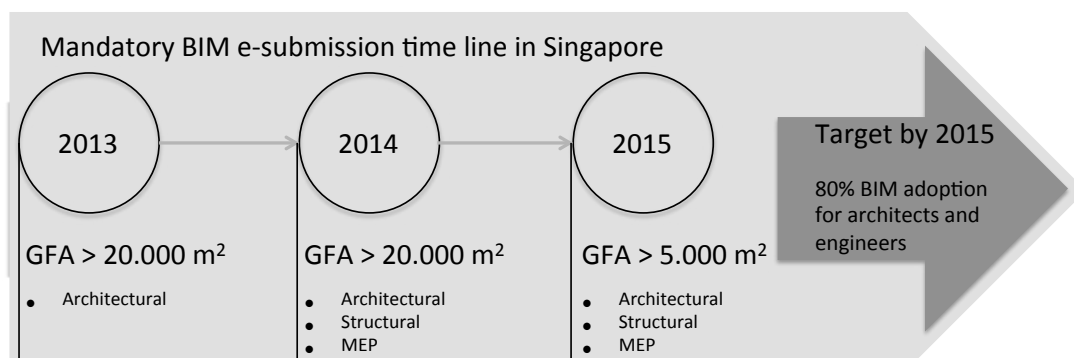 Mandatory BIM e-submission time line in Singapore
2013
2014
2015
Target by 2015
80% BIM adoption
for architects and
engineers
GFA > 20.000 m²
• Architectural
GFA > 20.000 m²
• Architectural
• Structural
• MEP
GFA > 5.000 m²
• Architectural
• Structural
• MEP